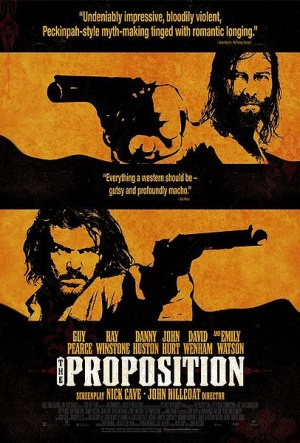 "Undeniably impressive, bloodily violent,
Peckinpah-style myth-making tinged with romantic longing."
"Everything a western should be –
gutsy and profoundly macho."
GUY PEARCE RAY WINSTONE DANNY HUSTON JOHN HURT DAVID WENHAM AND EMILY WATSON
THE PROPOSITION
SCREENPLAY NICK CAVE · JOHN HILLCOAT DIRECTOR